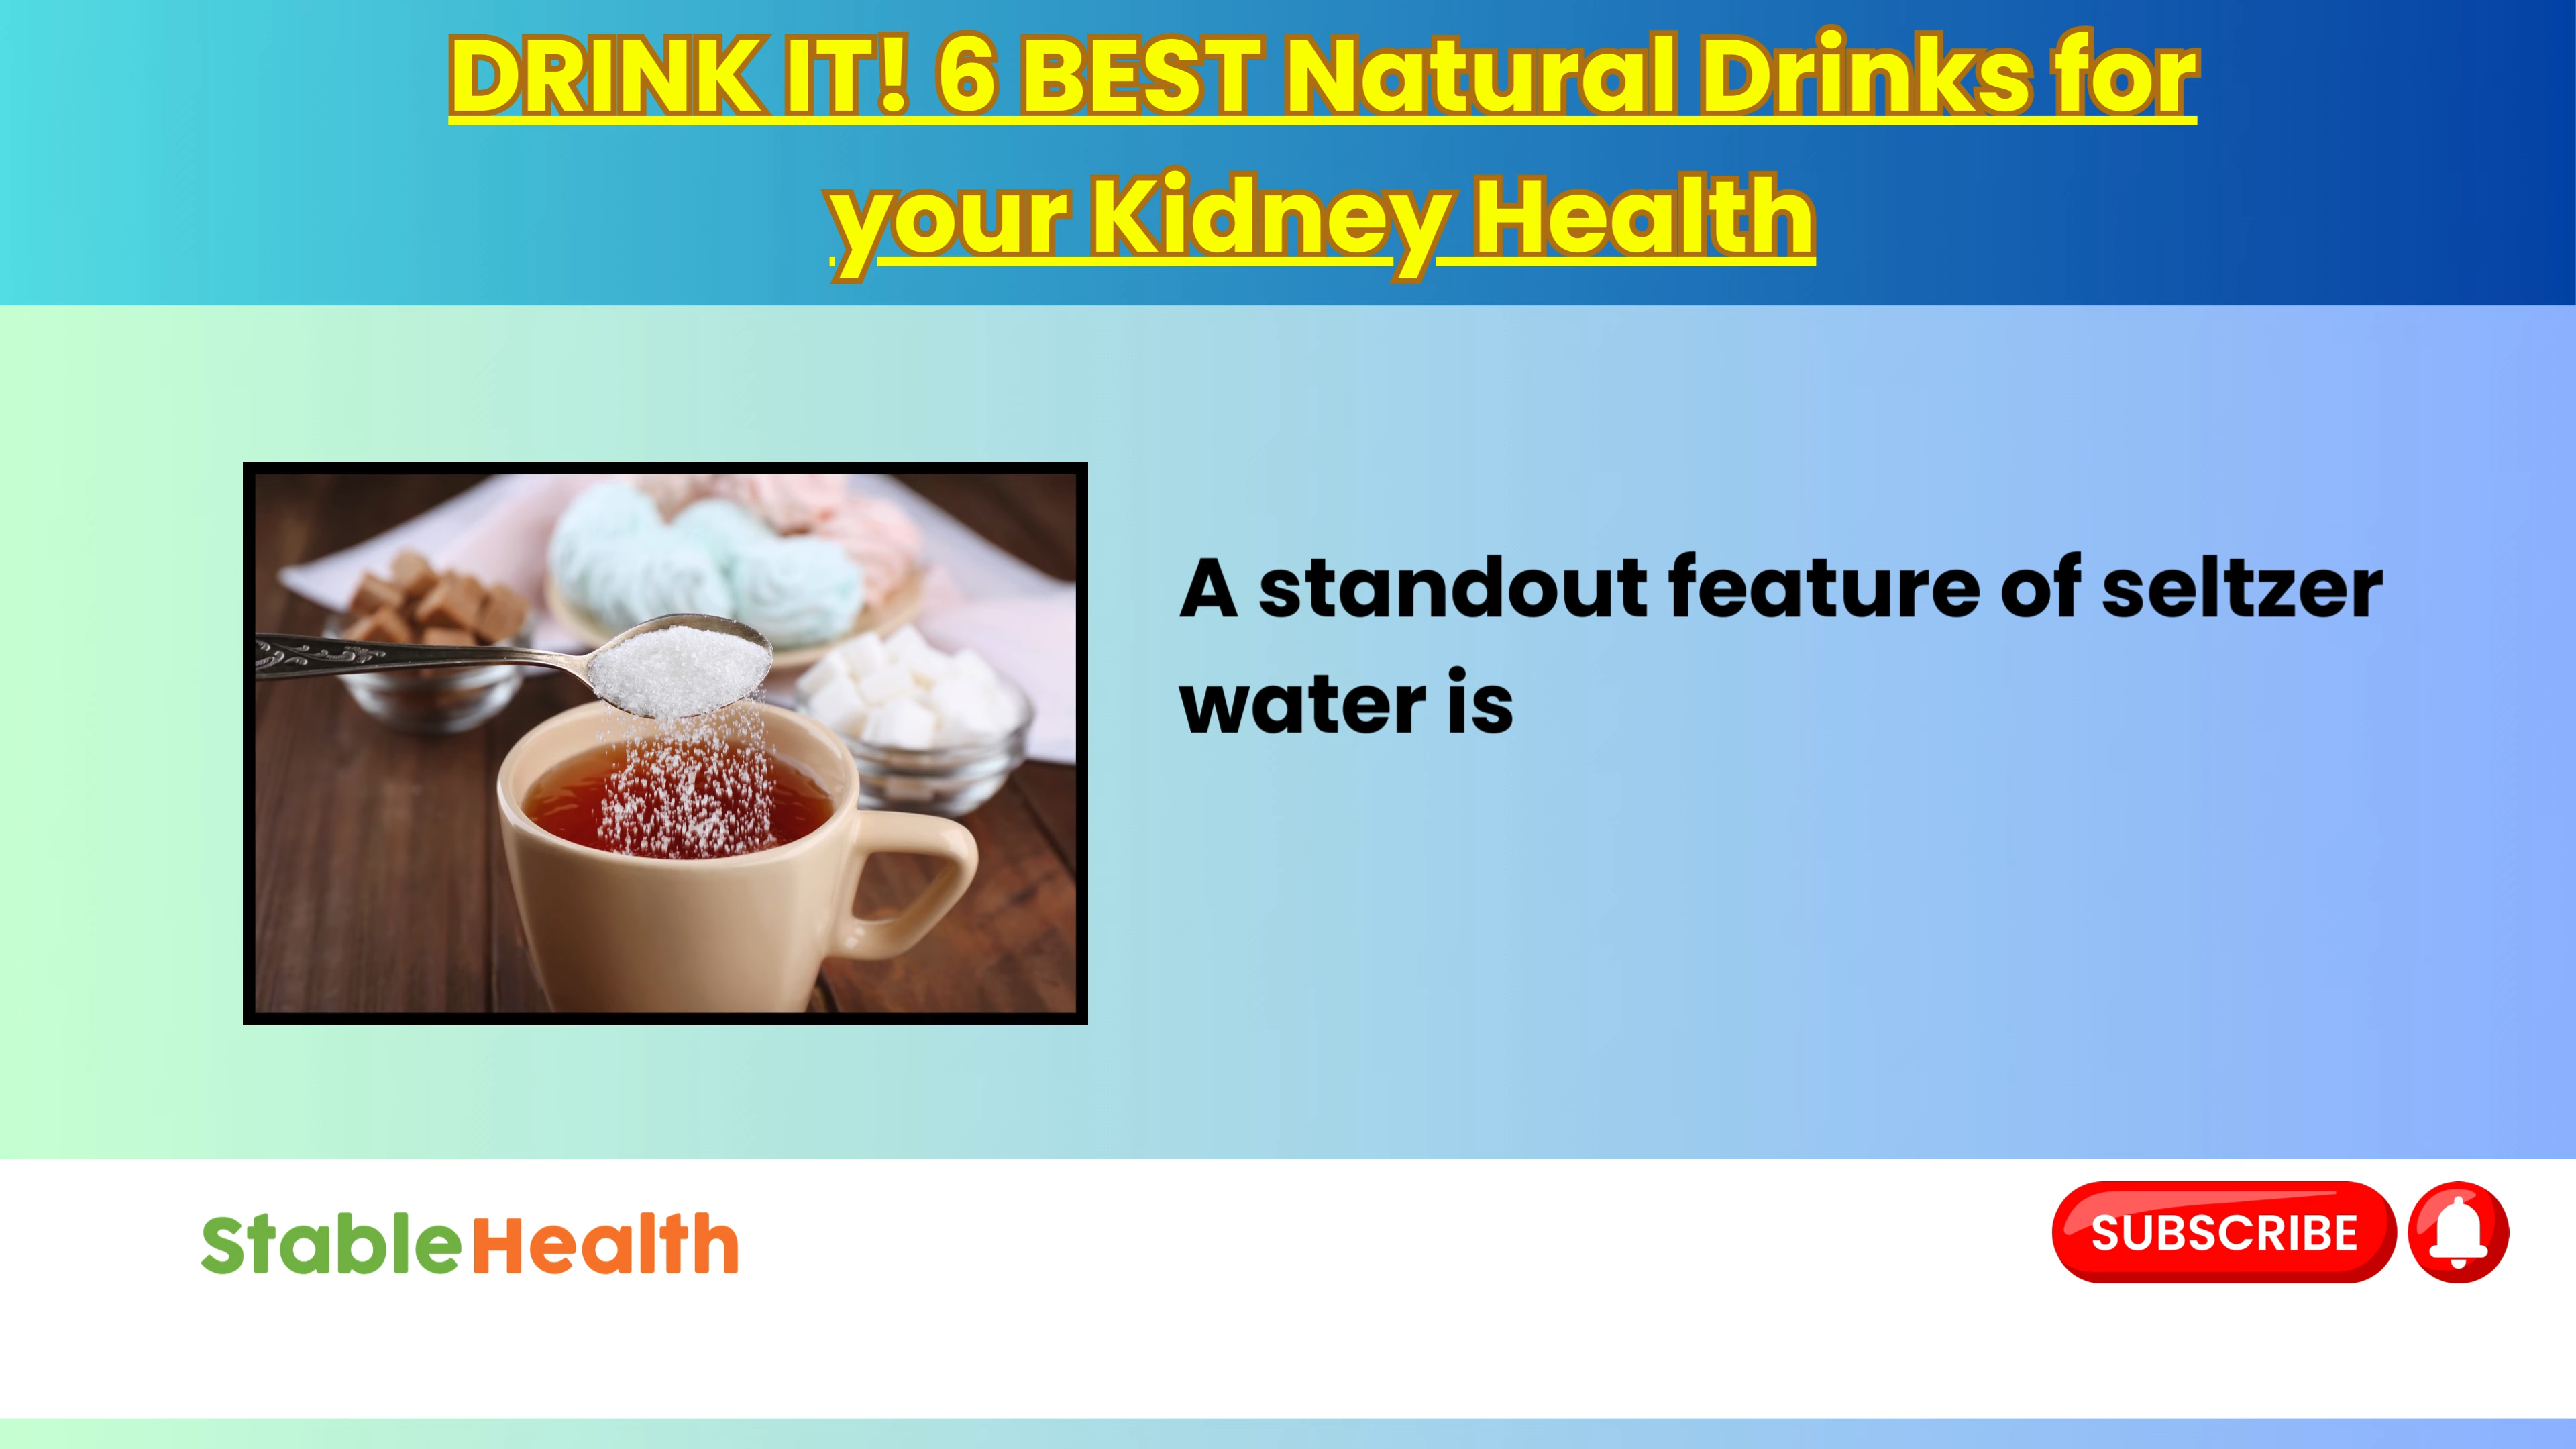 DRINK IT! 6 BEST Natural Drinks for
your Kidney Health
A standout feature of seltzer
water is
StableHealth
SUBSCRIBE